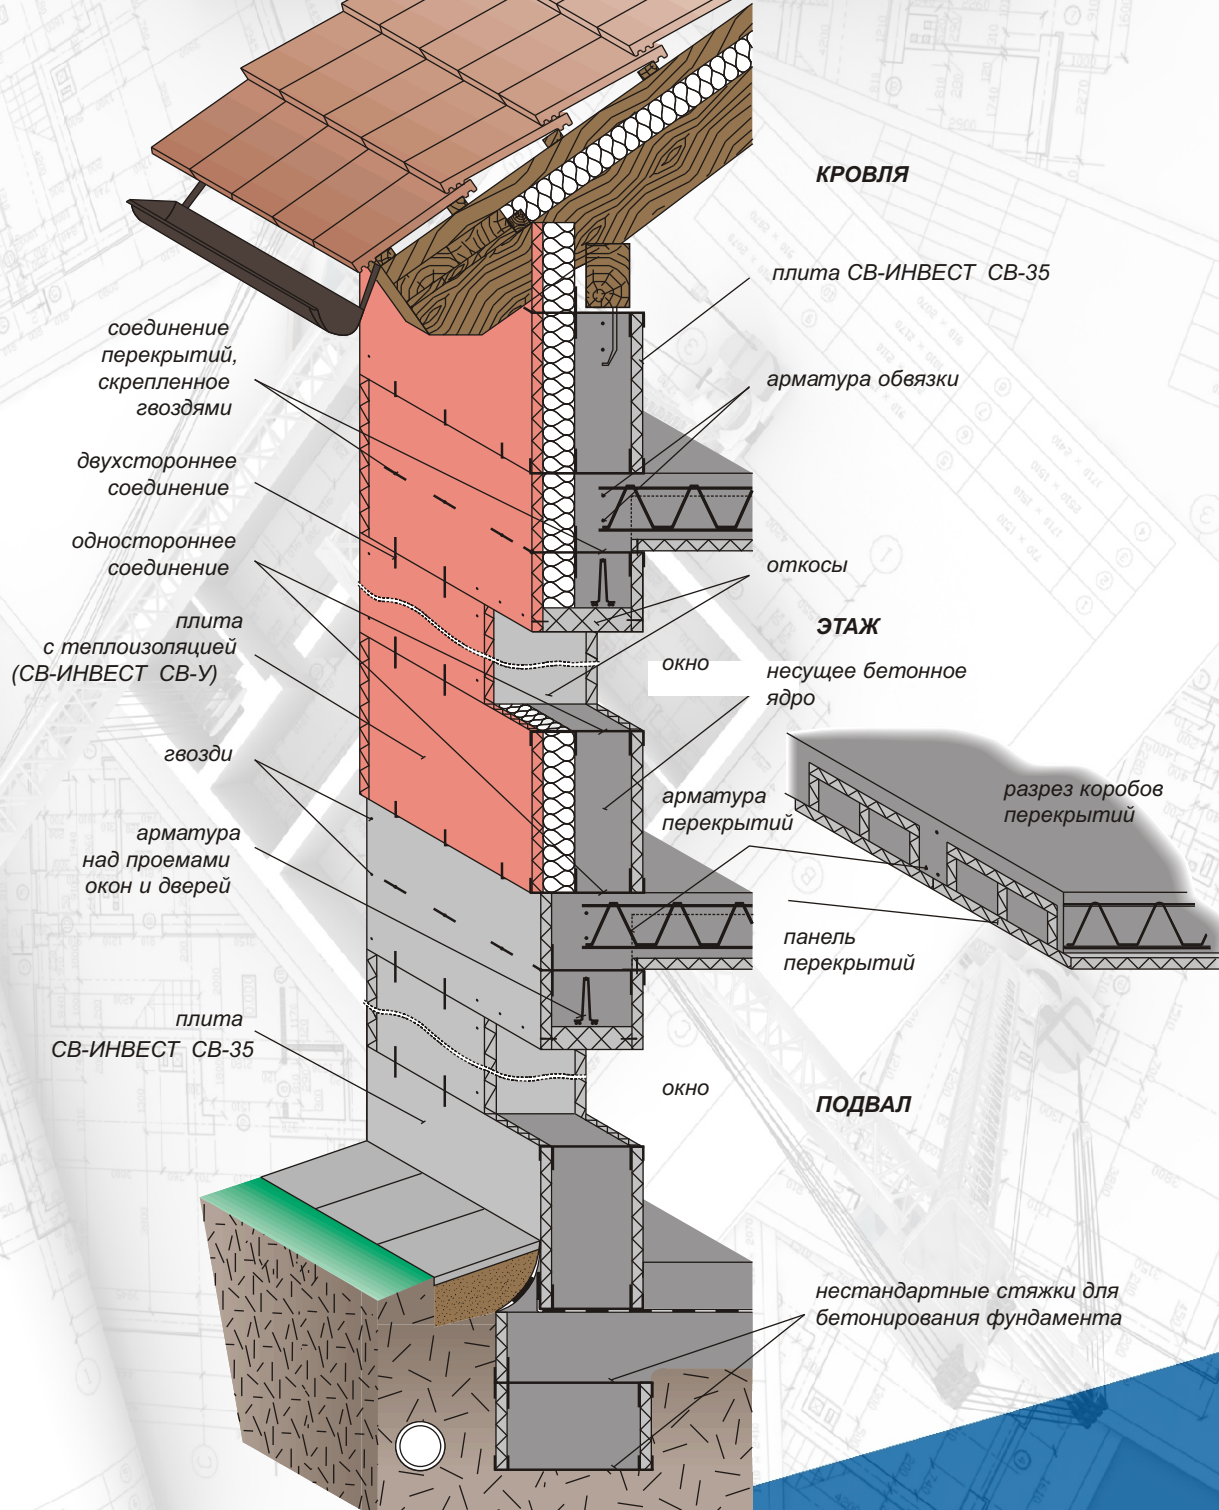 КРОВЛЯ
плита СВ-ИНВЕСТ СВ-35
соединение
перекрытий,
скрепленное
гвоздями
арматура обвязки
двухстороннее
соединение
одностороннее
соединение
откосы
плита
с теплоизоляцией
(СВ-ИНВЕСТ СВ-У)
ЭТАЖ
окно
несущее бетонное
ядро
гвозди
арматура
перекрытий
разрез коробов
перекрытий
арматура
над проемами
окон и дверей
панель
перекрытий
плита
СВ-ИНВЕСТ СВ-35
окно
ПОДВАЛ
нестандартные стяжки для
бетонирования фундамента